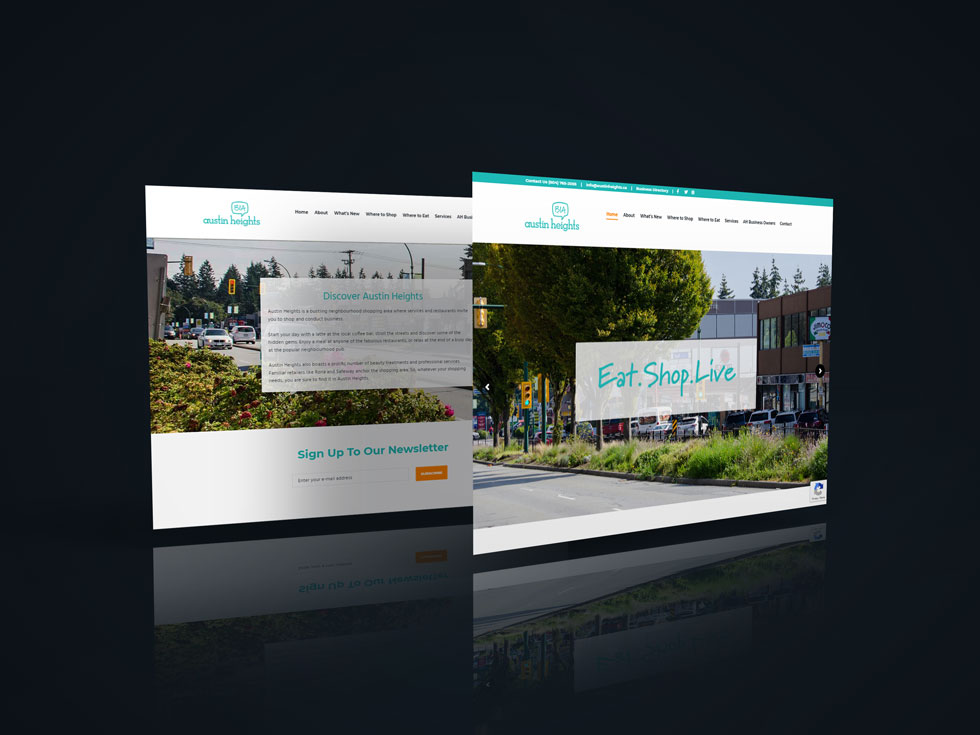 BIA
austin heights
Home About What's New Where to Shop Where to Eat Services AH
Discover Austin Heights
Austin Heights is a bustling neighbourhood shopping area where services and restaurants invite
you to shop and conduct business.
Start your day with a latte at the local coffee bar. Stroll the streets and discover some of the
hidden gems. Enjoy a meal at anyone of the fabulous restaurants, or relax at the end of a busy
at the popular neighbourhood pub.
Austin Heights also boasts a prolific number of beauty treatments and professional services.
Familiar retailers like Rona and Safeway anchor the shopping area. So, whatever your shopping
needs, you are sure to find it in Austin Heights.
Sign Up To Our Newsletter
Enter your e-mail address
SUBSCRIBE
Contact Us (604) | info@austinheights.ca | Business Directory |
BIA
austin heights
Home About What's New Where to Shop Where to Eat Services AH Business Owners Contact
Eat.Shop.Live